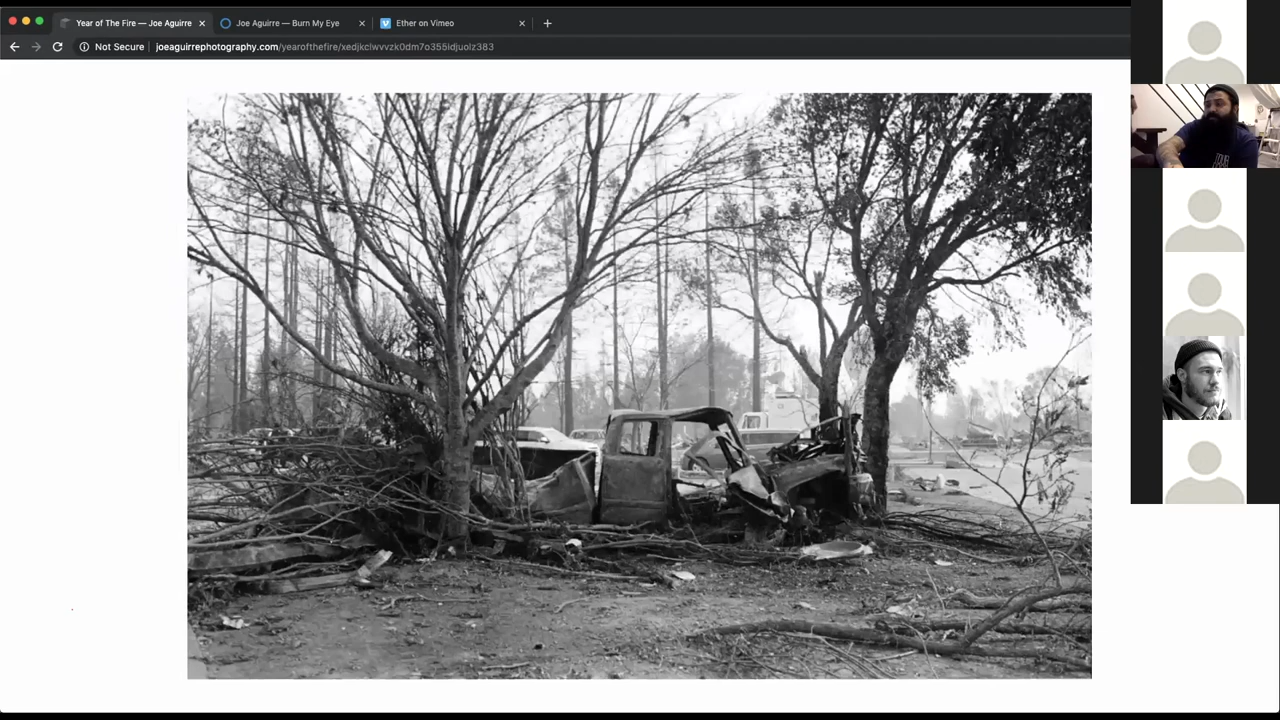 Year of The Fire — Joe Aguirre
Joe Aguirre — Burn My Eye
Ether on Vimeo
Not Secure
joeaguirrephotography.com/yearofthefire/